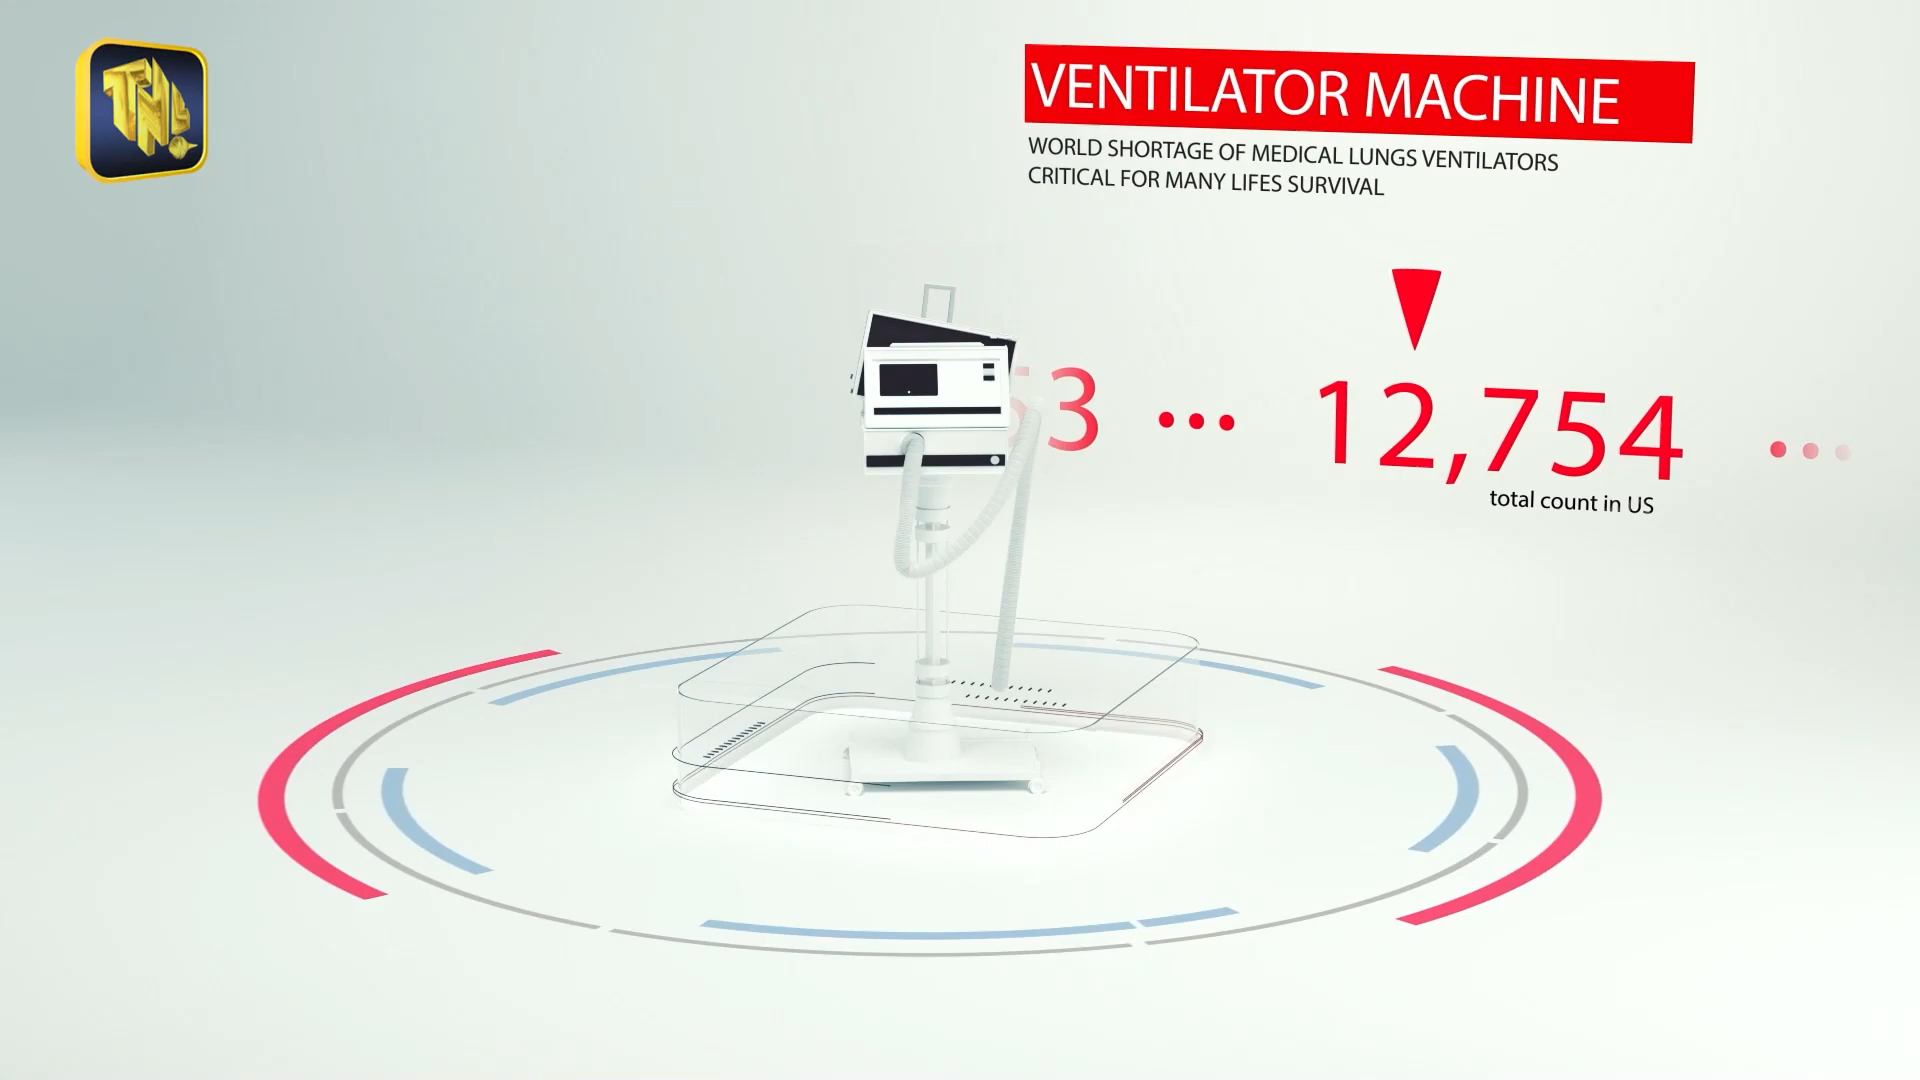 VENTILATOR MACHINE
WORLD SHORTAGE OF MEDICAL LUNGS VENTILATORS
CRITICAL FOR MANY LIFES SURVIVAL
53 ... 12,754 ...
total count in US